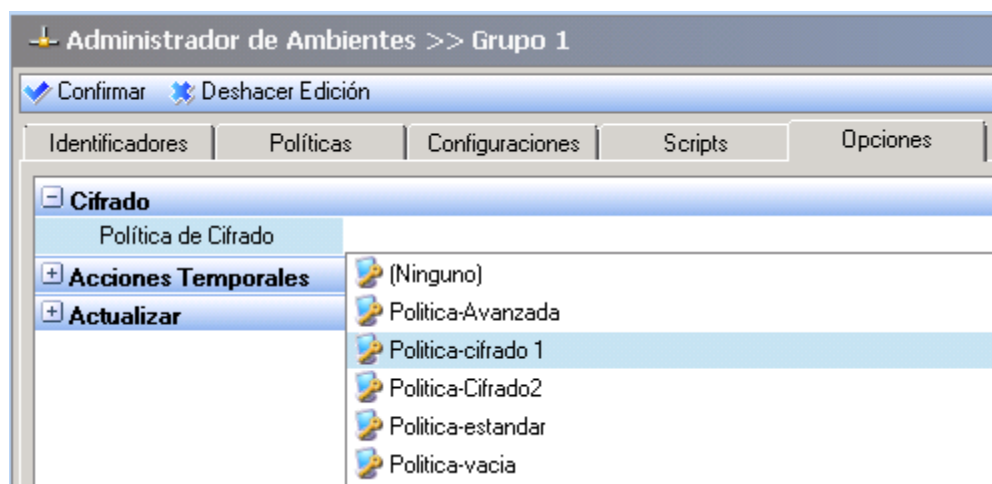 Administrador de Ambientes >> Grupo 1
Confirmar Deshacer Edición
Identificadores Políticas Configuraciones Scripts Opciones
Cifrado
Política de Cifrado
Acciones Temporales
Actualizar
(Ninguno)
Politica-Avanzada
Politica-cifrado 1
Politica-Cifrado2
Politica-estandar
Politica-vacia